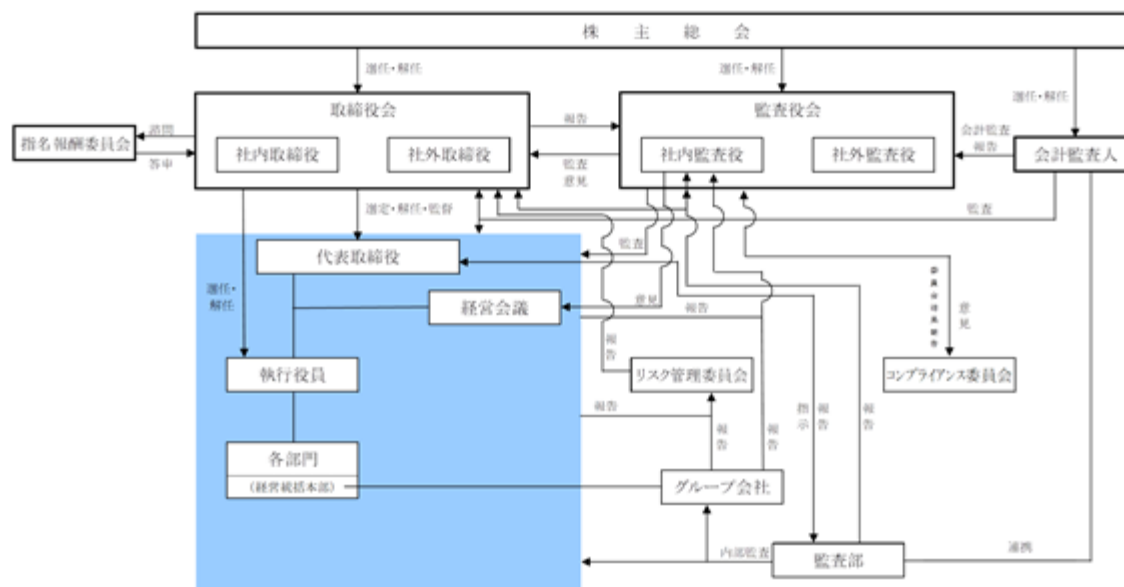 株主総会
選任・解任
選任・解任
選任・解任
取締役会
監査役会
指名報酬委員会
諮問
答申
社内取締役
社外取締役
報告
監査
意見
社内監査役
社外監査役
会計監査
報告
会計監査人
選定・解任・監督
監査
代表取締役
監査
選任・
解任
経営会議
意見
報告
意見
執行役員
報告
リスク管理委員会
コンプライアンス委員会
報告
報告
報告
指示
報告
報告
各部門
(経営統括本部)
グループ会社
内部監査
監査部
連携